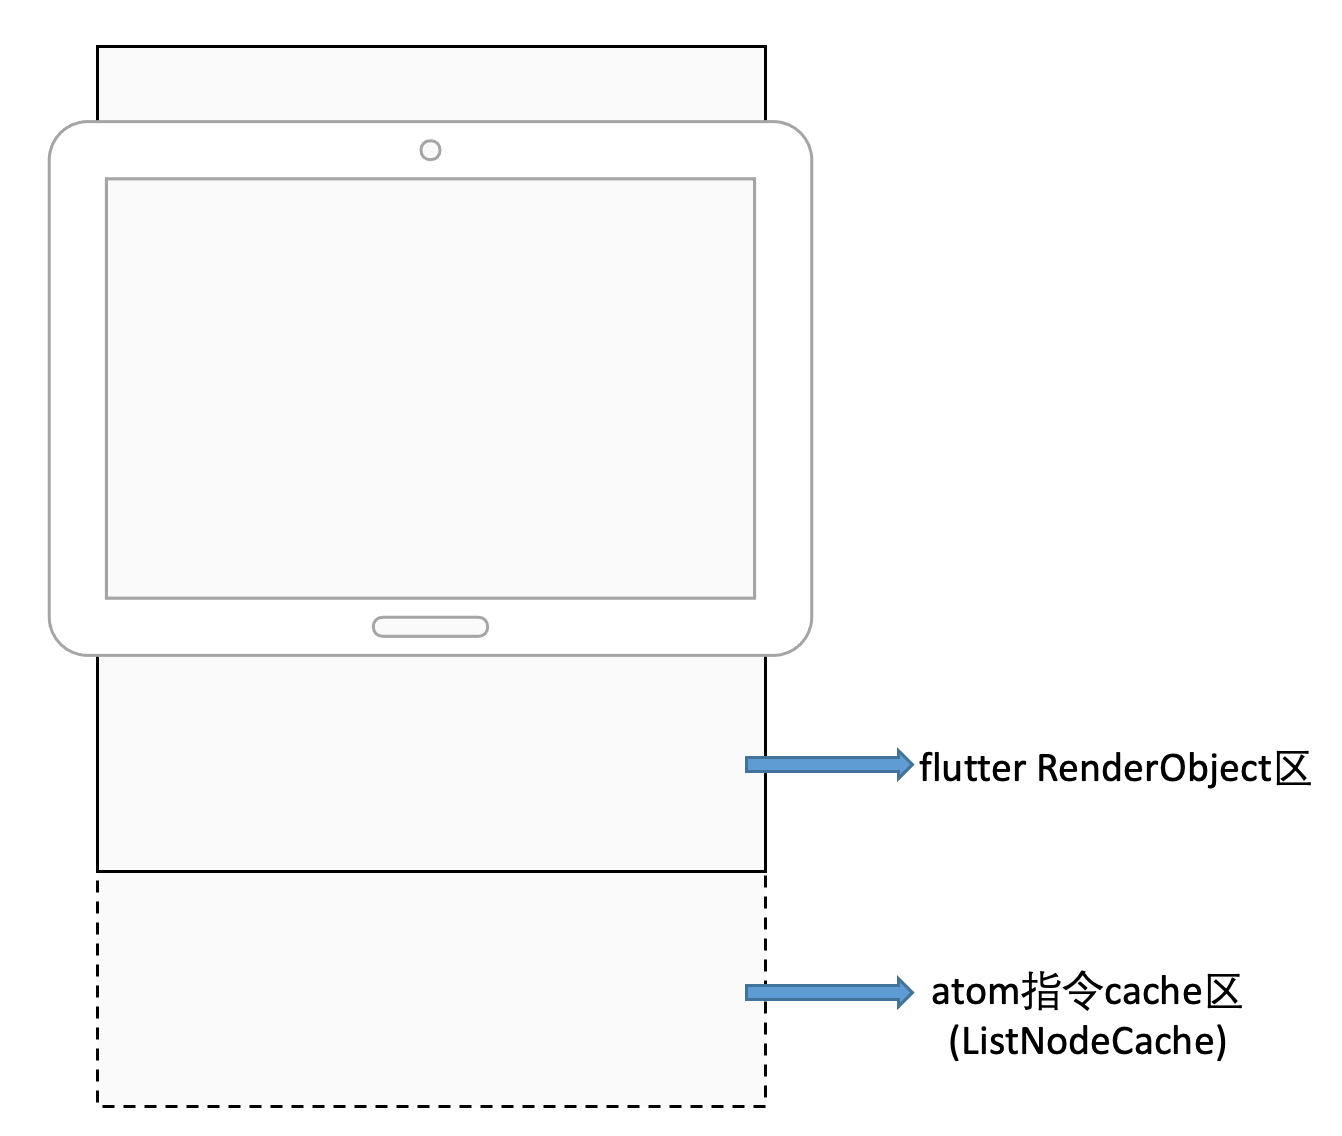 flutter RenderObject区
atom指令cache区
(ListNodeCache)